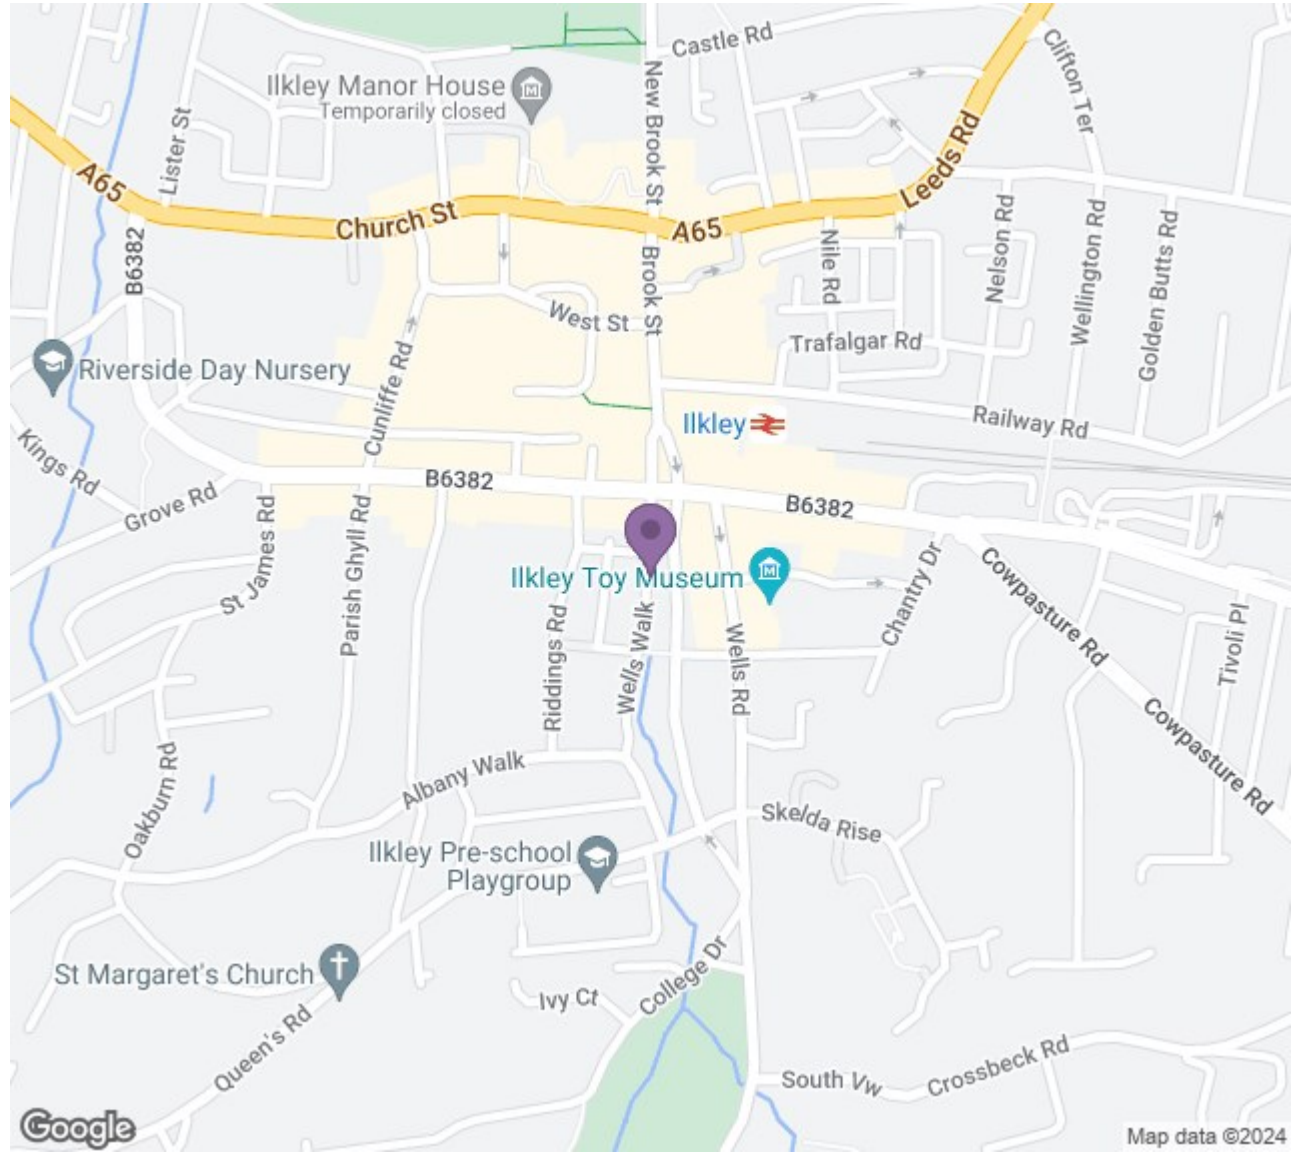 Castle Rd
Clifton Ter
Ilkley Manor House
Temporarily closed
New Brook St
Lister St
A65
Leeds Rd
Church St
A65
B6382
Brook St
Nile Rd
Nelson Rd
Wellington Rd
Golden Butts Rd
West St
Trafalgar Rd
Riverside Day Nursery
Cunliffe Rd
Ilkley
Railway Rd
Kings Rd
Grove Rd
B6382
B6382
St James Rd
Parish Ghyll Rd
Ilkley Toy Museum
Chantry Dr
Cowpasture Rd
Riddings Rd
Wells Walk
Wells Rd
Tivoli Pl
Cowpasture Rd
Albany Walk
Oakburn Rd
Skelda Rise
Ilkley Pre-school
Playgroup
St Margaret's Church
College Dr
Ivy Ct
Queen's Rd
South Vw
Crossbeck Rd
Google
Map data ©2024